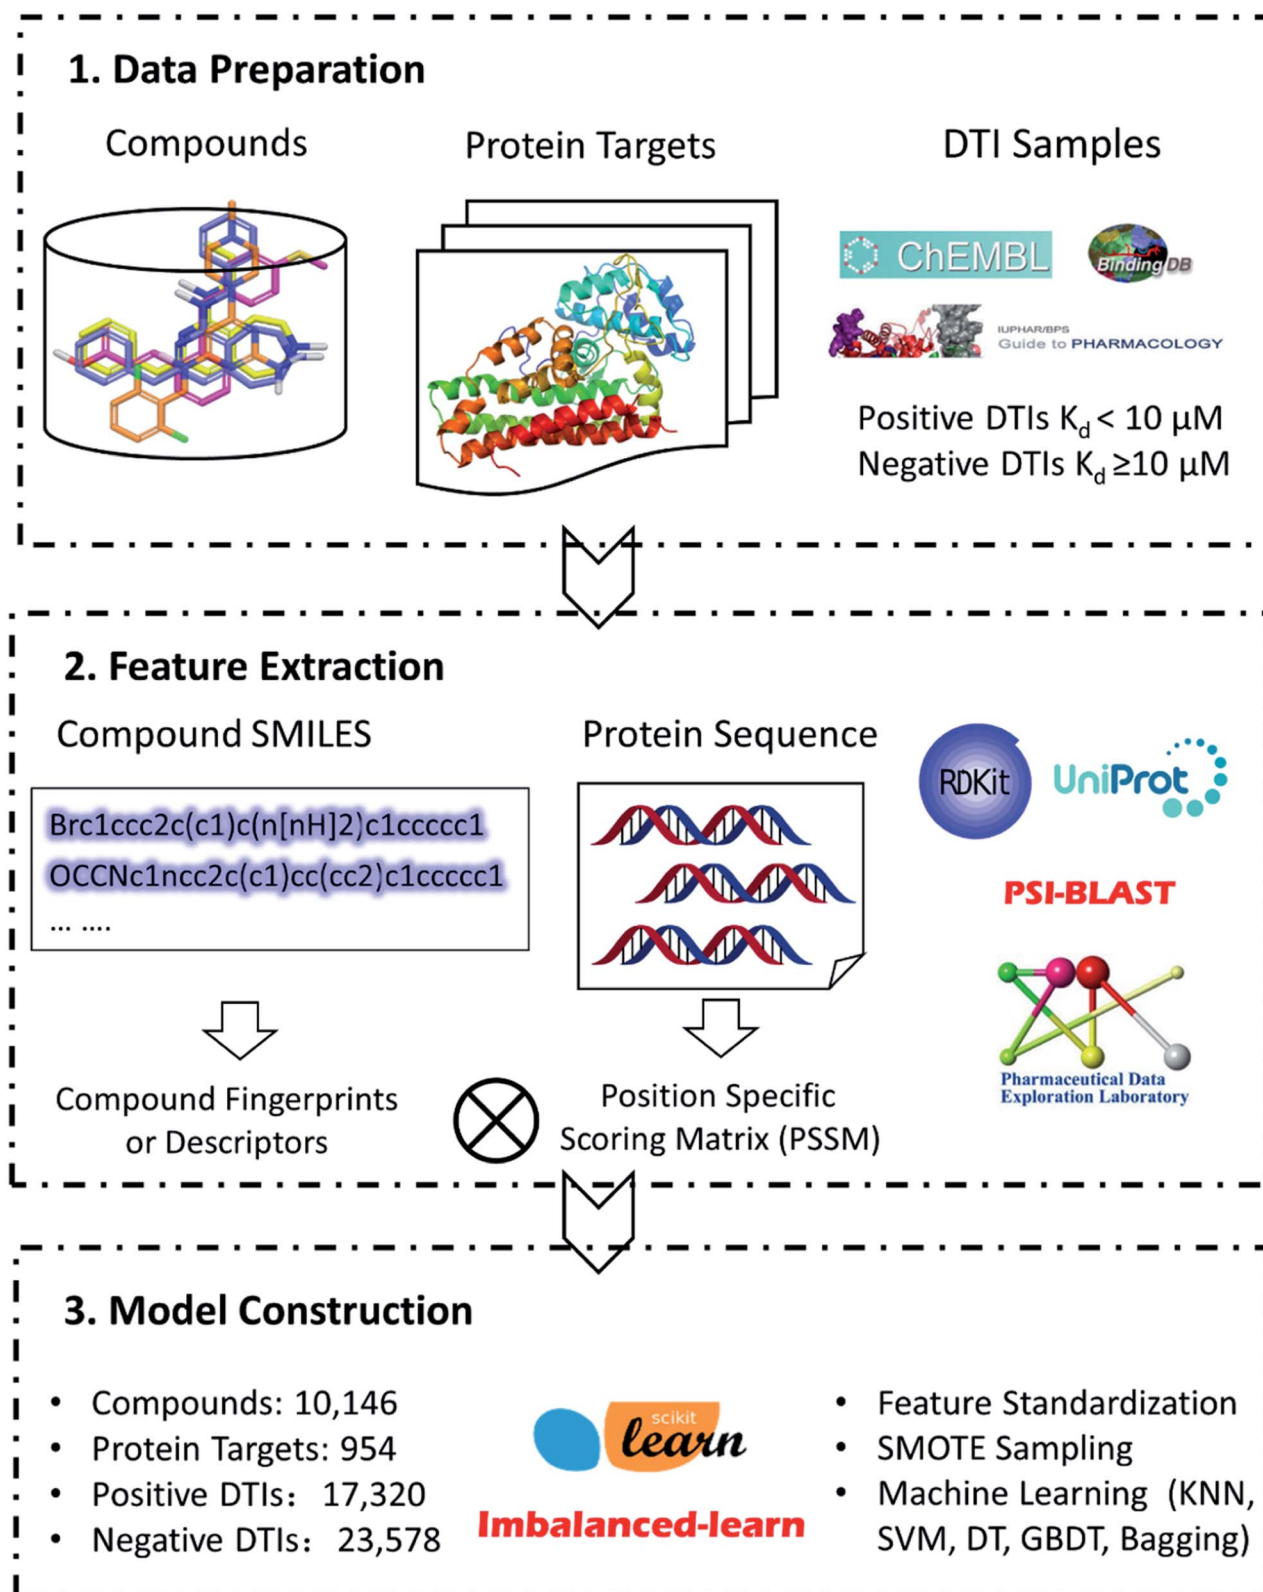 1. Data Preparation
Compounds
Protein Targets
DTI Samples
ChEMBL
BindingDB
IUPHAR/BPS
Guide to PHARMACOLOGY
Positive DTIs Kd < 10 μM
Negative DTIs Kd ≥10 μM
2. Feature Extraction
Compound SMILES
Protein Sequence
Brc1ccc2c(c1)c(n[nH]2)c1ccccc1
OCCNc1ncc2c(c1)cc(cc2)c1ccccc1
... ....
RDKit
UniProt
PSI-BLAST
Pharmaceutical Data
Exploration Laboratory
Compound Fingerprints
or Descriptors
Position Specific
Scoring Matrix (PSSM)
3. Model Construction
• Compounds: 10,146
• Protein Targets: 954
• Positive DTIs： 17,320
• Negative DTIs： 23,578
scikit
learn
Imbalanced-learn
• Feature Standardization
• SMOTE Sampling
• Machine Learning (KNN,
SVM, DT, GBDT, Bagging)